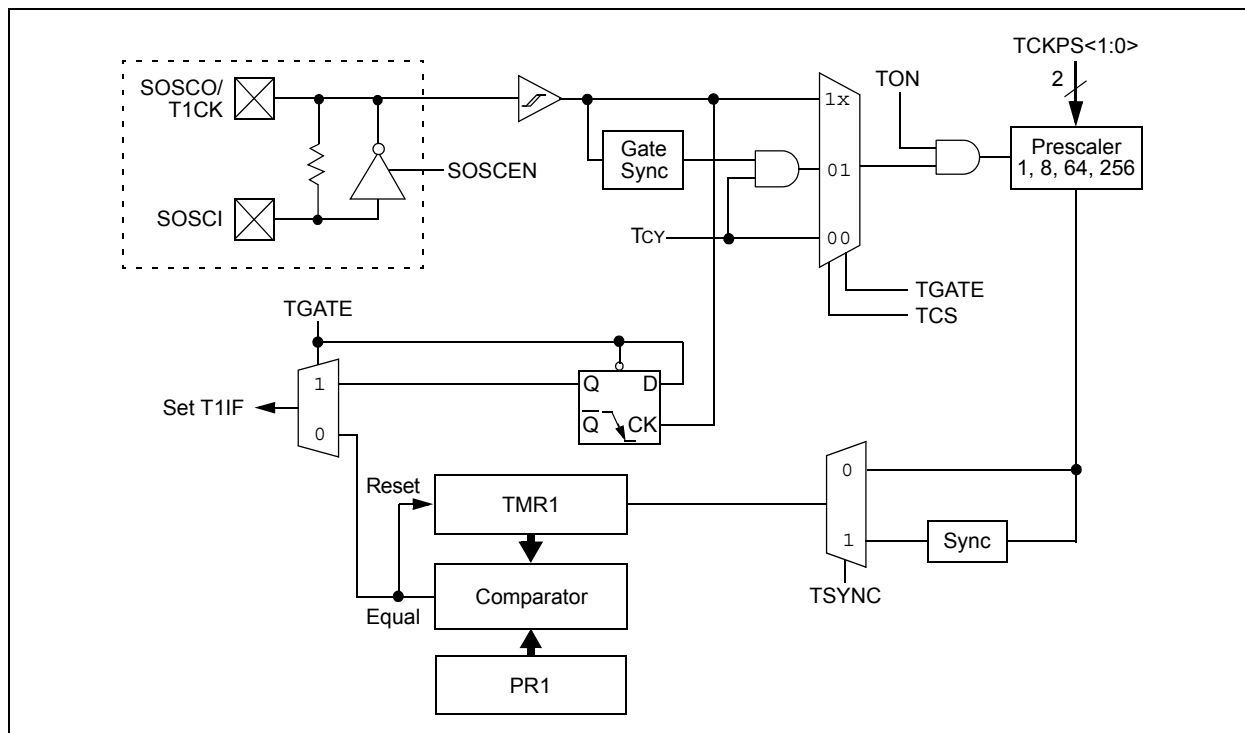 TCKPS<1:0>
2
SOSCO/
T1CK
TON
1x
Prescaler
1, 8, 64, 256
Gate
Sync
01
SOSCEN
SOSCI
TCY
00
TGATE
TCS
TGATE
1
Q
D
Set T1IF
Q
CK
0
0
Reset
TMR1
1
Sync
TSYNC
Comparator
Equal
PR1